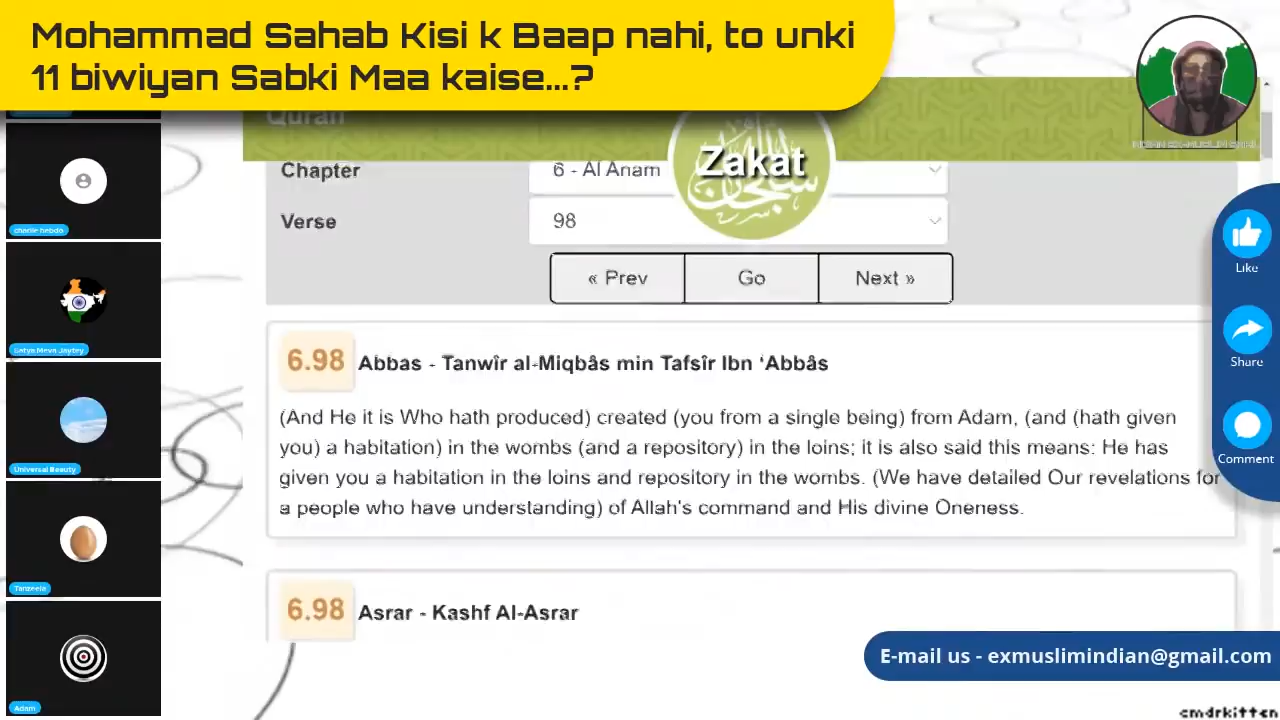 Mohammad Sahab Kisi k Baap nahi, to unki
11 biwiyan Sabki Maa kaise...?
Quran
Zakat
Chapter
6 - Al Anam
Verse
98
« Prev
Go
Next »
6.98 Abbas - Tanwîr al-Miqbâs min Tafsîr Ibn ‘Abbâs
(And He it is Who hath produced) created (you from a single being) from Adam, (and (hath given
you) a habitation) in the wombs (and a repository) in the loins; it is also said this means: He has
given you a habitation in the loins and repository in the wombs. (We have detailed Our revelations for
a people who have understanding) of Allah's command and His divine Oneness.
6.98 Asrar - Kashf Al-Asrar
charlie hebdo
Satya Meva Jaytey
Universal Beauty
Tanzeela
Adam
Like
Share
Comment
E-mail us - exmuslimindian@gmail.com
cmdrkitten